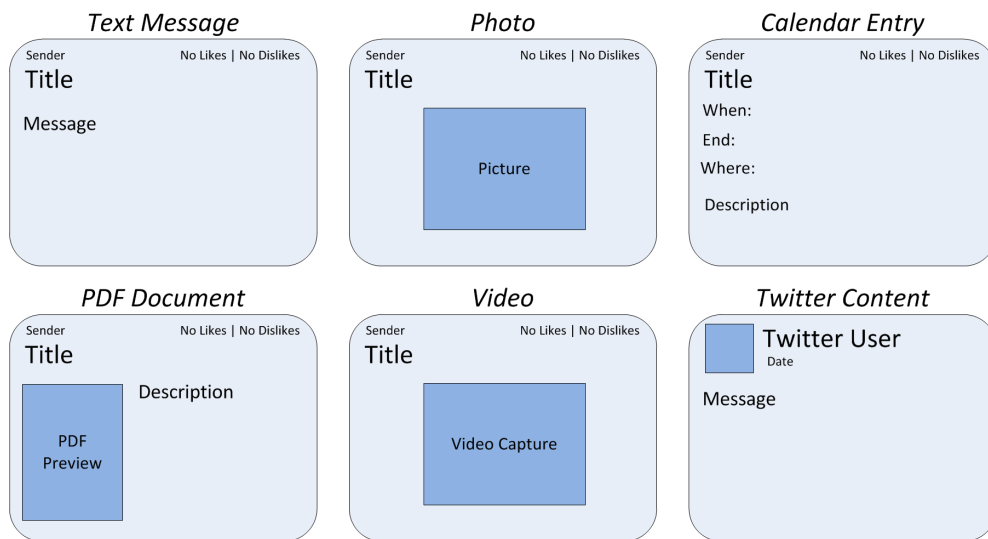 Text Message
Sender
No Likes | No Dislikes
Title
Message
Photo
Sender
No Likes | No Dislikes
Title
Picture
Calendar Entry
Sender
No Likes | No Dislikes
Title
When:
End:
Where:
Description
PDF Document
Sender
No Likes | No Dislikes
Title
Description
PDF
Preview
Video
Sender
No Likes | No Dislikes
Title
Video Capture
Twitter Content
Twitter User
Date
Message